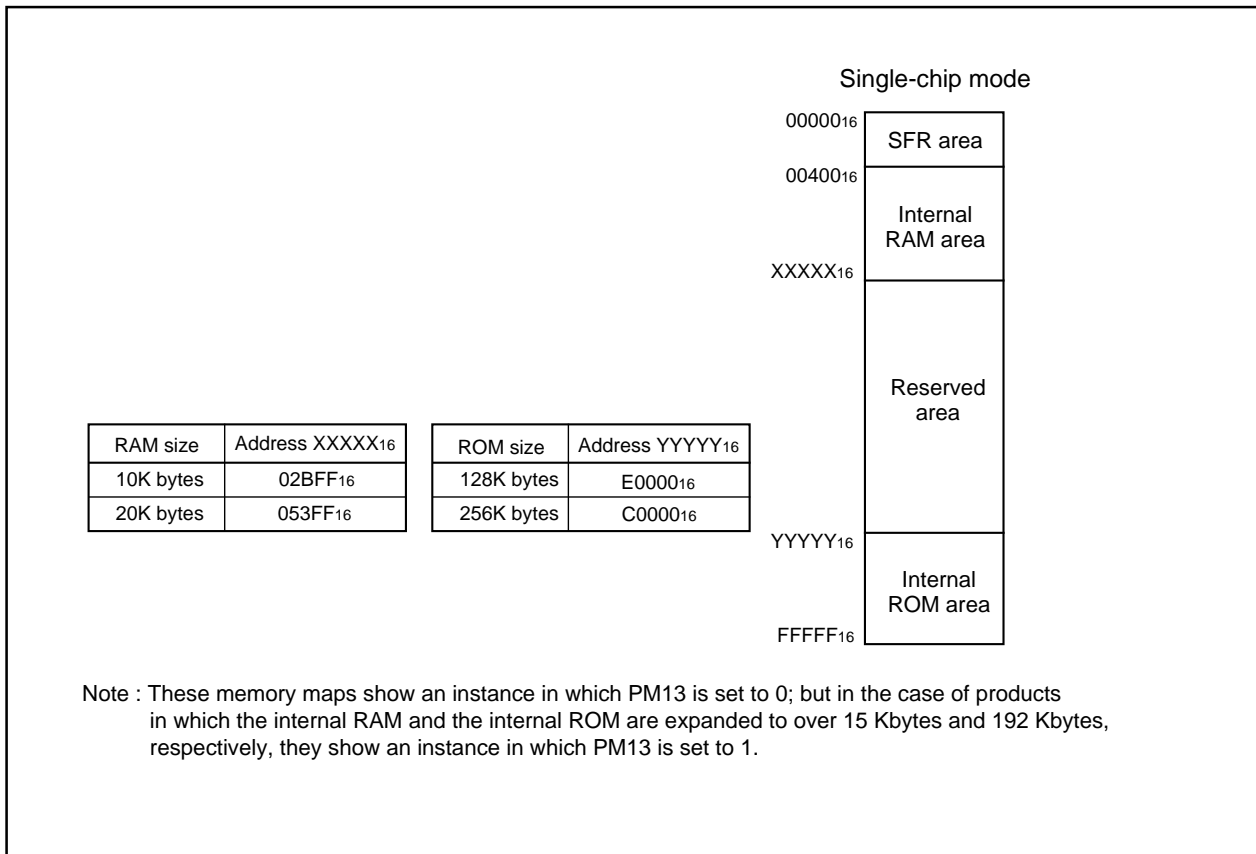 Single-chip mode
00000₁₆
SFR area
00400₁₆
Internal
RAM area
XXXXX₁₆
Reserved
area
RAM size Address XXXXX₁₆
10K bytes 02BFF₁₆
20K bytes 053FF₁₆
ROM size Address YYYYY₁₆
128K bytes E0000₁₆
256K bytes C0000₁₆
YYYYY₁₆
Internal
ROM area
FFFFF₁₆
Note : These memory maps show an instance in which PM13 is set to 0; but in the case of products
in which the internal RAM and the internal ROM are expanded to over 15 Kbytes and 192 Kbytes,
respectively, they show an instance in which PM13 is set to 1.